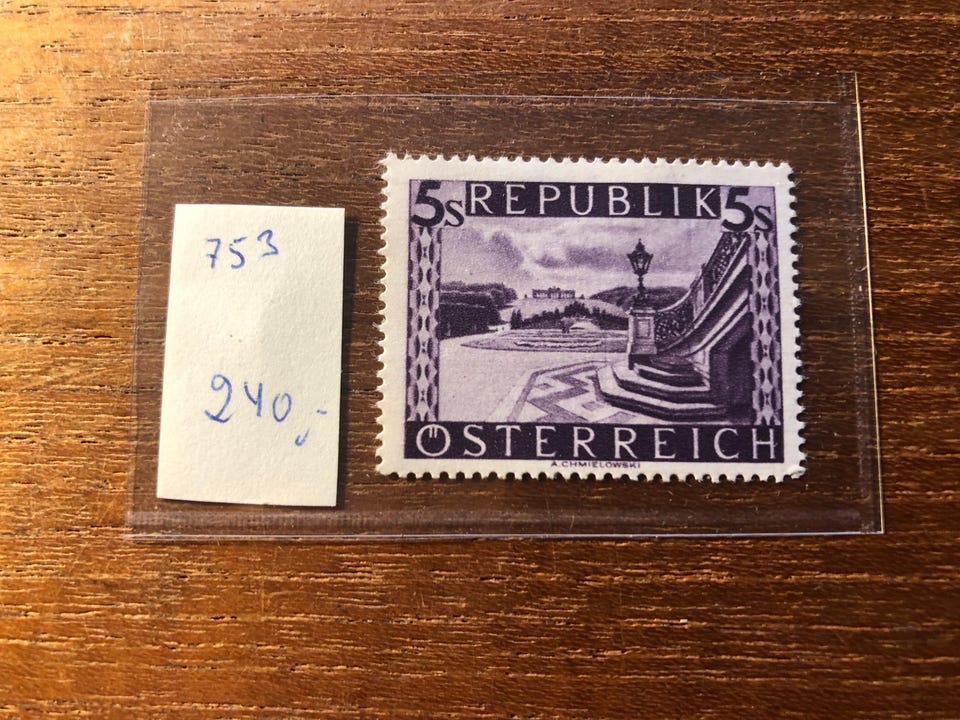 753
240,-
5S REPUBLIK 5S
ÖSTERREICH
A.CHMIELOWSKI